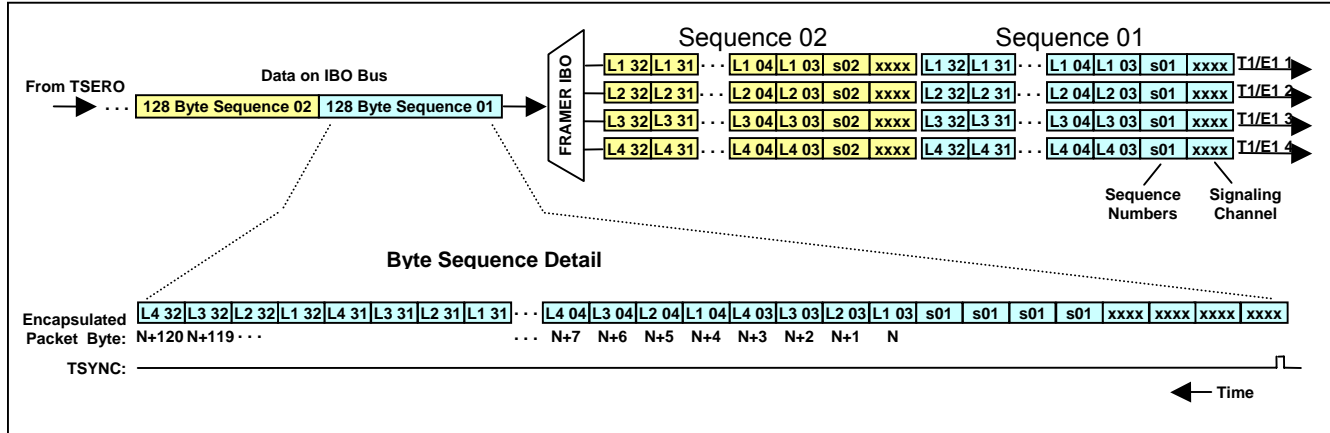 Sequence 02 Sequence 01
Data on IBO Bus
From TSERO
. . . 128 Byte Sequence 02 128 Byte Sequence 01
FRAMER IBO
L1 32 L1 31 . . . L1 04 L1 03 s02 xxxx L1 32 L1 31 . . . L1 04 L1 03 s01 xxxx T1/E1 1
L2 32 L2 31 . . . L2 04 L2 03 s02 xxxx L2 32 L2 31 . . . L2 04 L2 03 s01 xxxx T1/E1 2
L3 32 L3 31 . . . L3 04 L3 03 s02 xxxx L3 32 L3 31 . . . L3 04 L3 03 s01 xxxx T1/E1 3
L4 32 L4 31 . . . L4 04 L4 03 s02 xxxx L4 32 L4 31 . . . L4 04 L4 03 s01 xxxx T1/E1 4
Sequence Numbers
Signaling Channel
Byte Sequence Detail
L4 32 L3 32 L2 32 L1 32 L4 31 L3 31 L2 31 L1 31 . . . L4 04 L3 04 L2 04 L1 04 L4 03 L3 03 L2 03 L1 03 s01 s01 s01 s01 xxxx xxxx xxxx xxxx
Encapsulated
Packet Byte: N+120 N+119 . . . . . . N+7 N+6 N+5 N+4 N+3 N+2 N+1 N
TSYNC:
Time